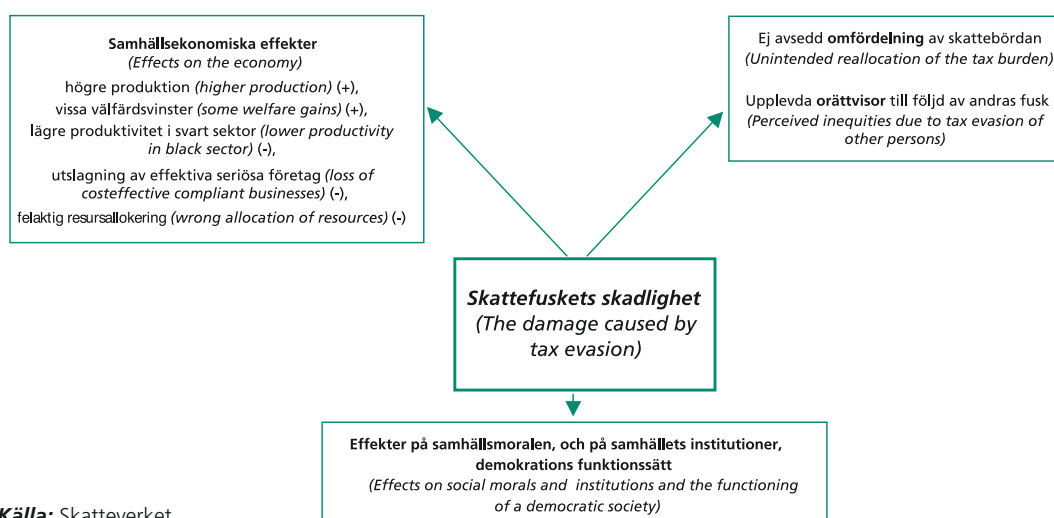 Samhällsekonomiska effekter
(Effects on the economy)
högre produktion (higher production) (+),
vissa välfärdsvinster (some welfare gains) (+),
lägre produktivitet i svart sektor (lower productivity
in black sector) (-),
utslagning av effektiva seriösa företag (loss of
costeffective compliant businesses) (-),
felaktig resursallokering (wrong allocation of resources) (-)
Ej avsedd omfördelning av skattebördan
(Unintended reallocation of the tax burden)
Upplevda orättvisor till följd av andras fusk
(Perceived inequities due to tax evasion of
other persons)
Skattefuskets skadlighet
(The damage caused by
tax evasion)
Effekter på samhällsmoralen, och på samhällets institutioner,
demokrations funktionssätt
(Effects on social morals and institutions and the functioning
of a democratic society)
Källa: Skatteverket